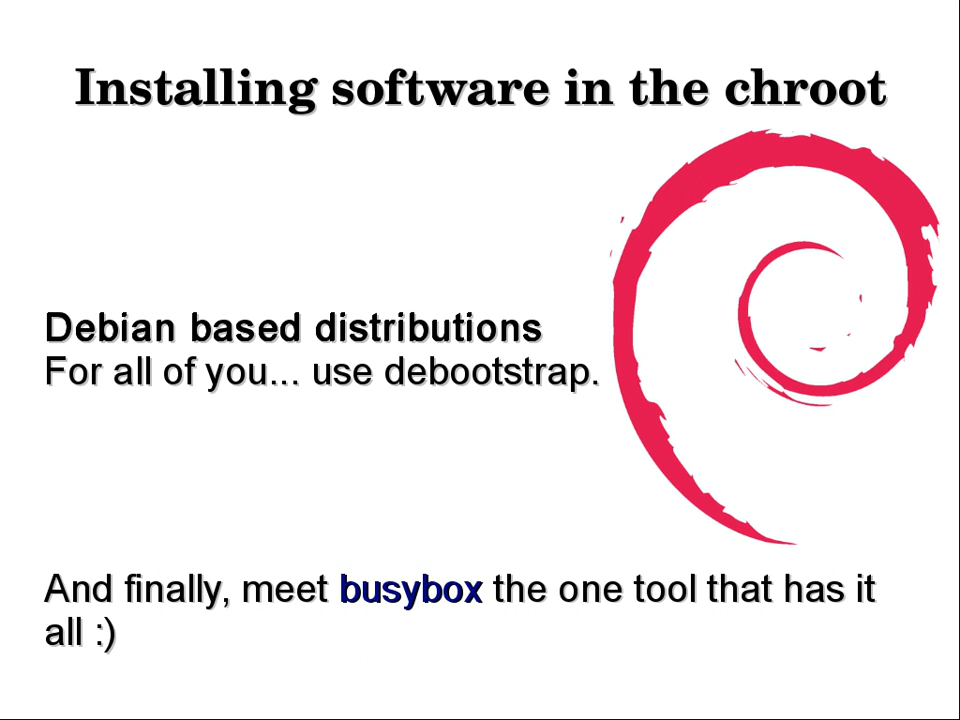 Installing software in the chroot
Debian based distributions
For all of you... use debootstrap.
And finally, meet busybox the one tool that has it
all :)